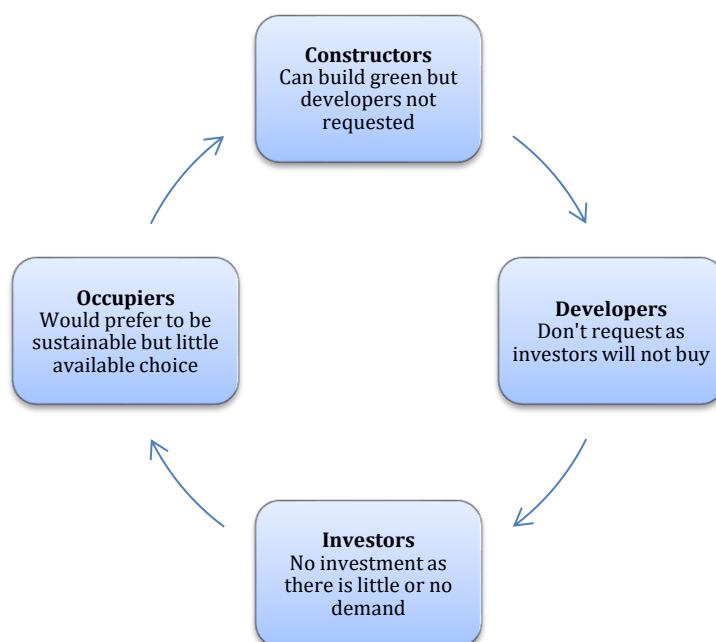 Constructors
Can build green but
developers not
requested
Developers
Don't request as
investors will not buy
Investors
No investment as
there is little or no
demand
Occupiers
Would prefer to be
sustainable but little
available choice